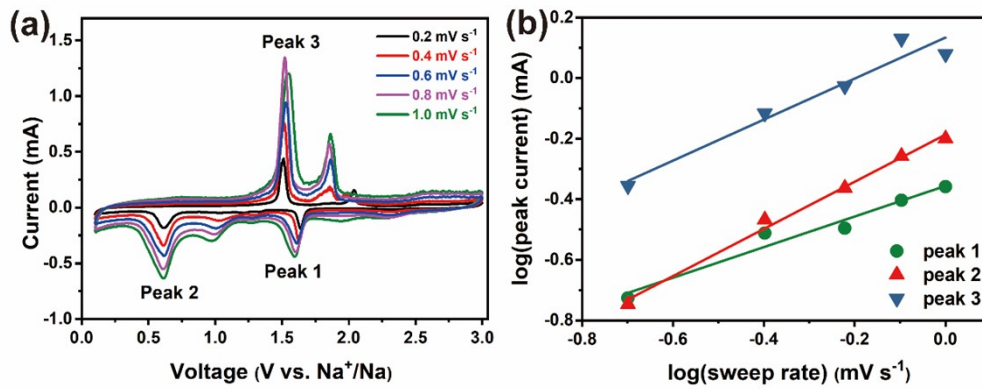 (a)
1.5
1.0
0.5
0.0
-0.5
-1.0
Current (mA)
Peak 3
0.2 mV s⁻¹
0.4 mV s⁻¹
0.6 mV s⁻¹
0.8 mV s⁻¹
1.0 mV s⁻¹
Peak 2
Peak 1
0.0 0.5 1.0 1.5 2.0 2.5 3.0
Voltage (V vs. Na⁺/Na)
(b)
0.2
0.0
-0.2
-0.4
-0.6
-0.8
log(peak current) (mA)
peak 1
peak 2
peak 3
-0.8 -0.6 -0.4 -0.2 0.0
log(sweep rate) (mV s⁻¹)